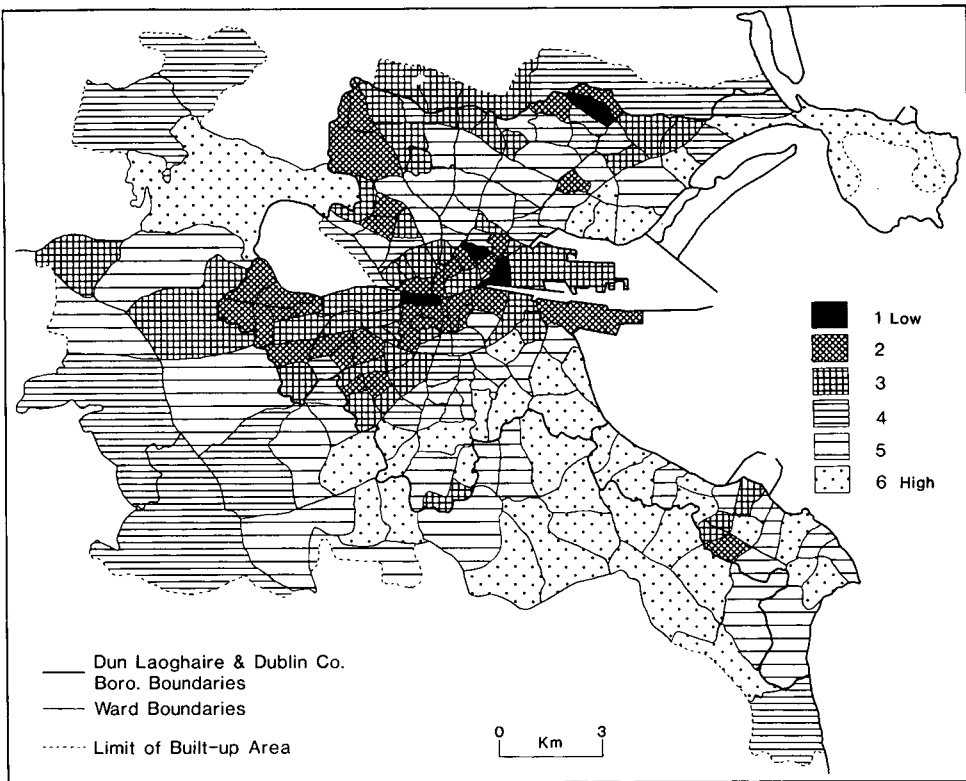 1 Low
2
3
4
5
6 High
Dun Laoghaire & Dublin Co.
Boro. Boundaries
Ward Boundaries
Limit of Built-up Area
0 Km 3